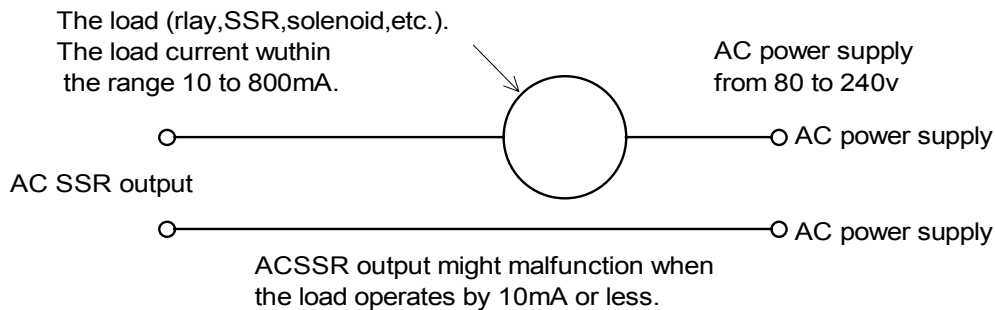 The load (rlay,SSR,solenoid,etc.).
The load current wuthin
the range 10 to 800mA.
AC power supply
from 80 to 240v
AC power supply
AC SSR output
AC power supply
ACSSR output might malfunction when
the load operates by 10mA or less.